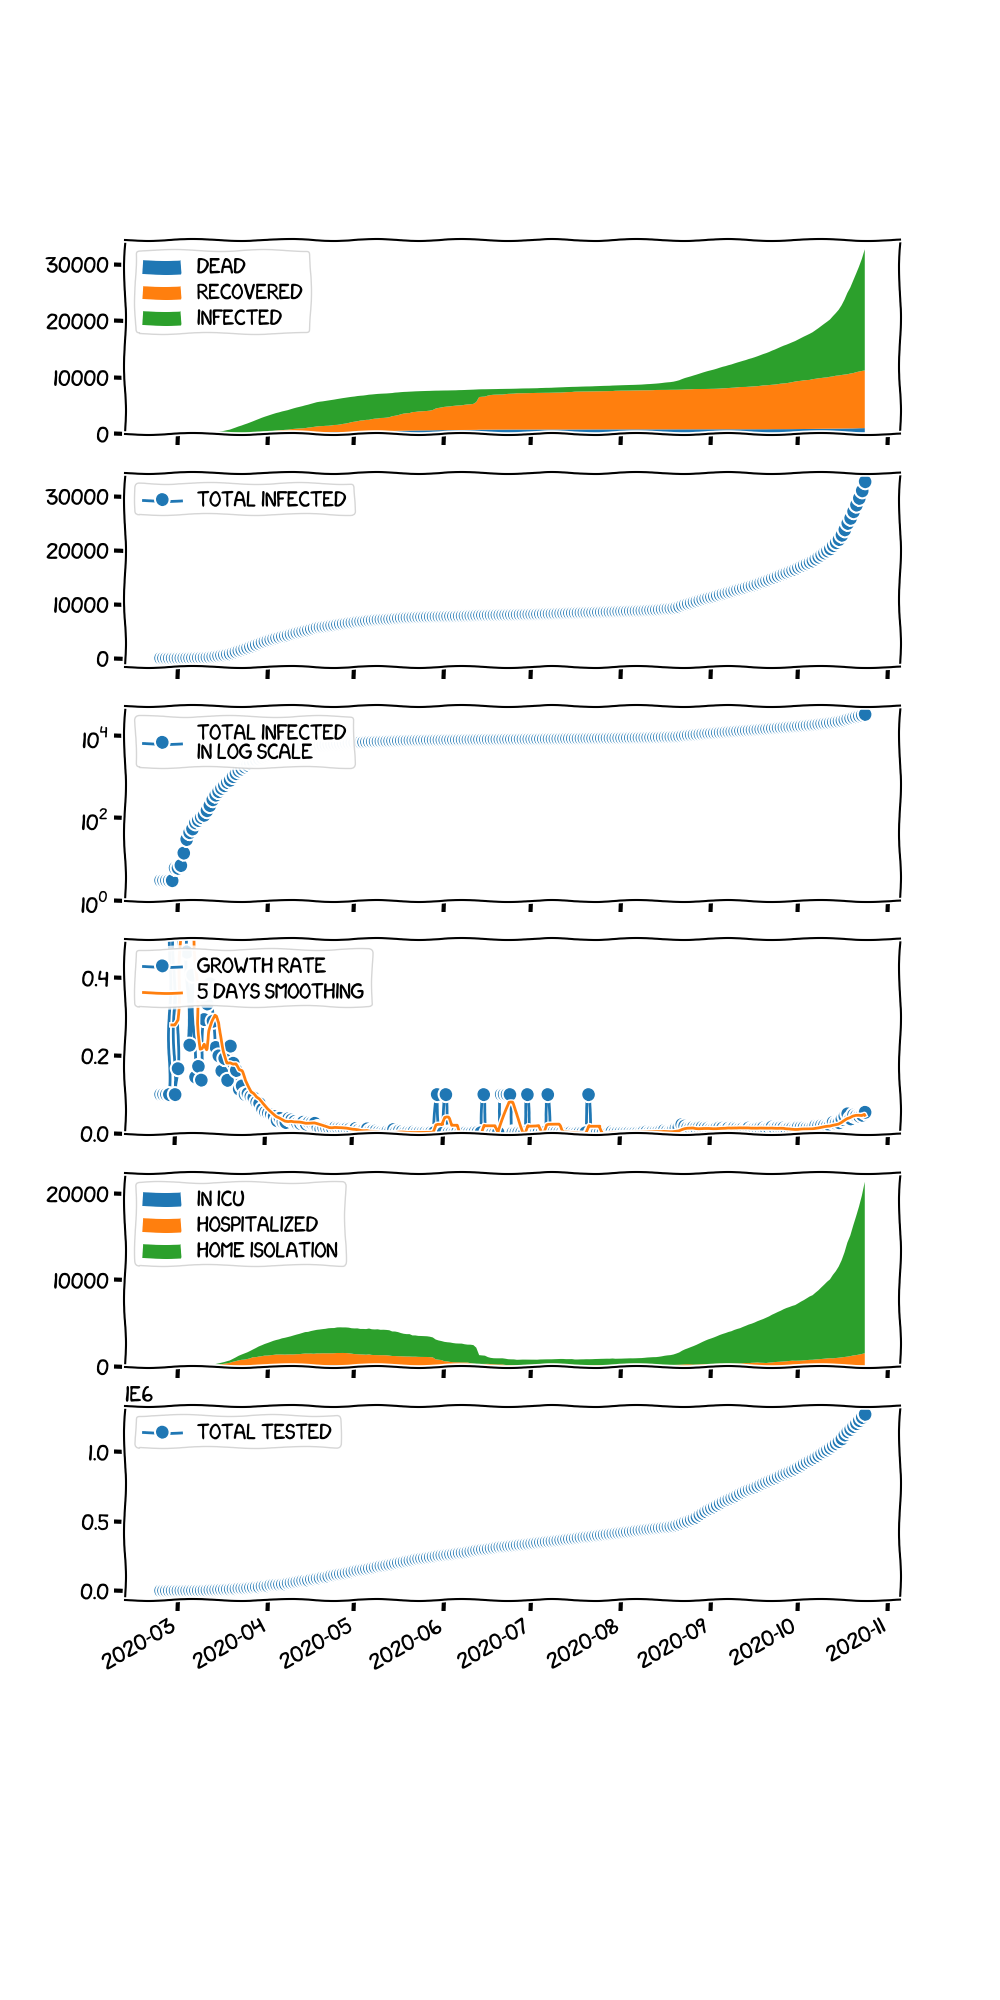 30000
20000
10000
0
DEAD
RECOVERED
INFECTED
30000
20000
10000
0
TOTAL INFECTED
10⁴
10²
10⁰
TOTAL INFECTED
IN LOG SCALE
0.4
0.2
0.0
GROWTH RATE
5 DAYS SMOOTHING
20000
10000
0
IN ICU
HOSPITALIZED
HOME ISOLATION
1E6
1.0
0.5
0.0
TOTAL TESTED
2020-03 2020-04 2020-05 2020-06 2020-07 2020-08 2020-09 2020-10 2020-11